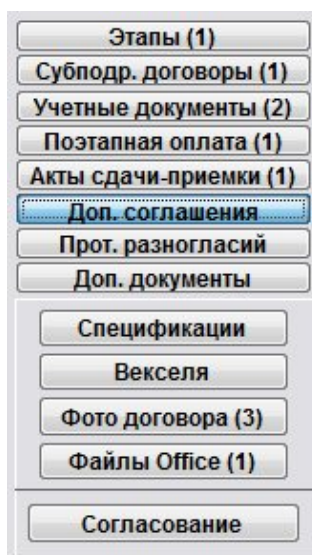 Этапы (1)
Субподр. договоры (1)
Учетные документы (2)
Поэтапная оплата (1)
Акты сдачи-приемки (1)
Доп. соглашения
Прот. разногласий
Доп. документы
Спецификации
Векселя
Фото договора (3)
Файлы Office (1)
Согласование